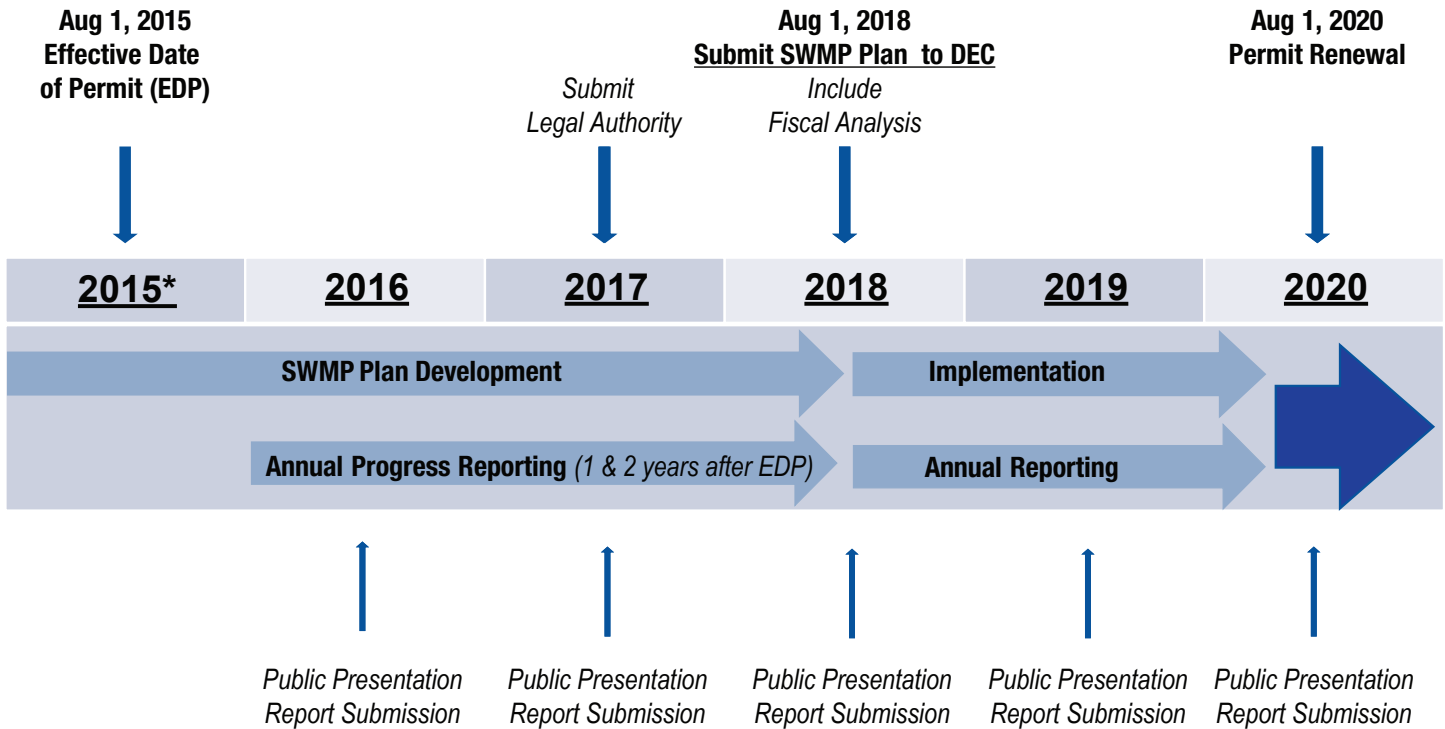 Aug 1, 2015
Effective Date
of Permit (EDP)
Submit
Legal Authority
Aug 1, 2018
Submit SWMP Plan to DEC
Include
Fiscal Analysis
Aug 1, 2020
Permit Renewal
2015*
2016
2017
2018
2019
2020
SWMP Plan Development
Implementation
Annual Progress Reporting (1 & 2 years after EDP)
Annual Reporting
Public Presentation
Report Submission
Public Presentation
Report Submission
Public Presentation
Report Submission
Public Presentation
Report Submission
Public Presentation
Report Submission